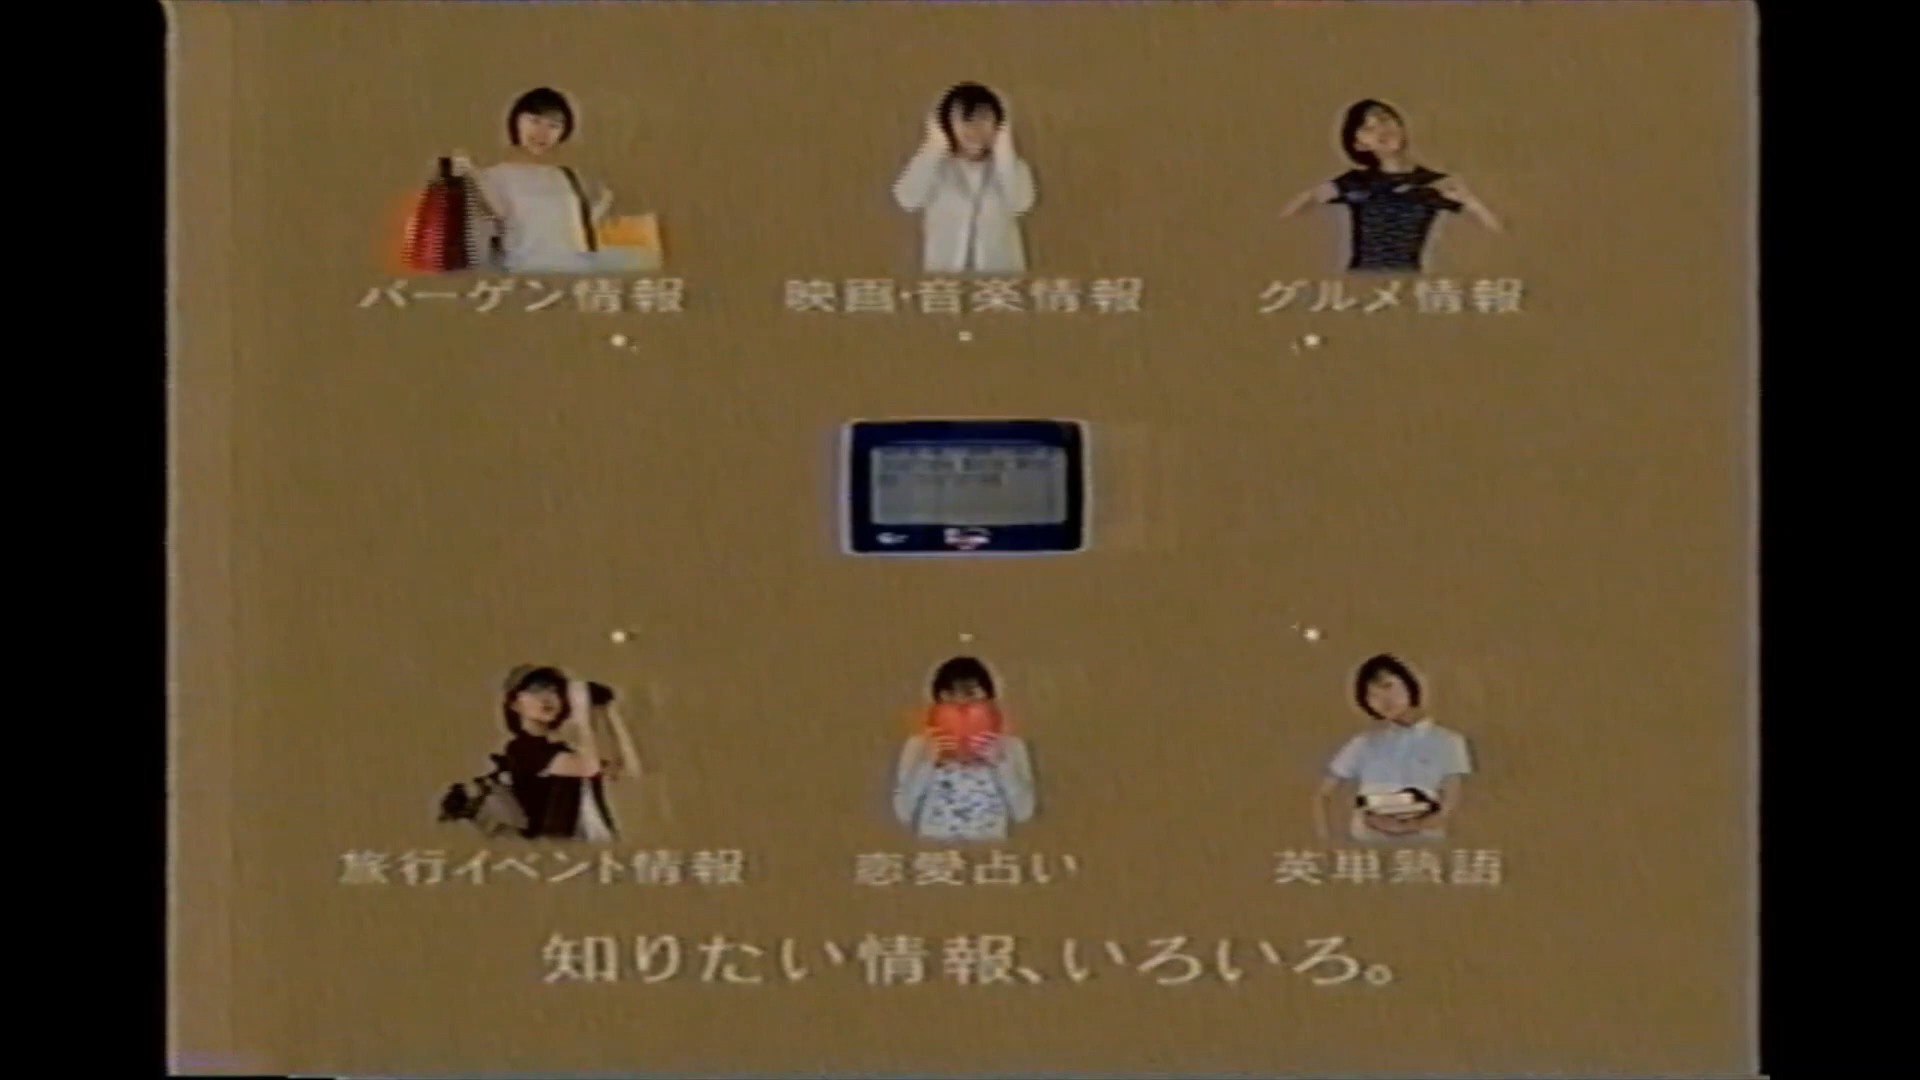 バーゲン情報
映画・音楽情報
グルメ情報
旅行イベント情報
恋愛占い
英単熟語
知りたい情報、いろいろ。